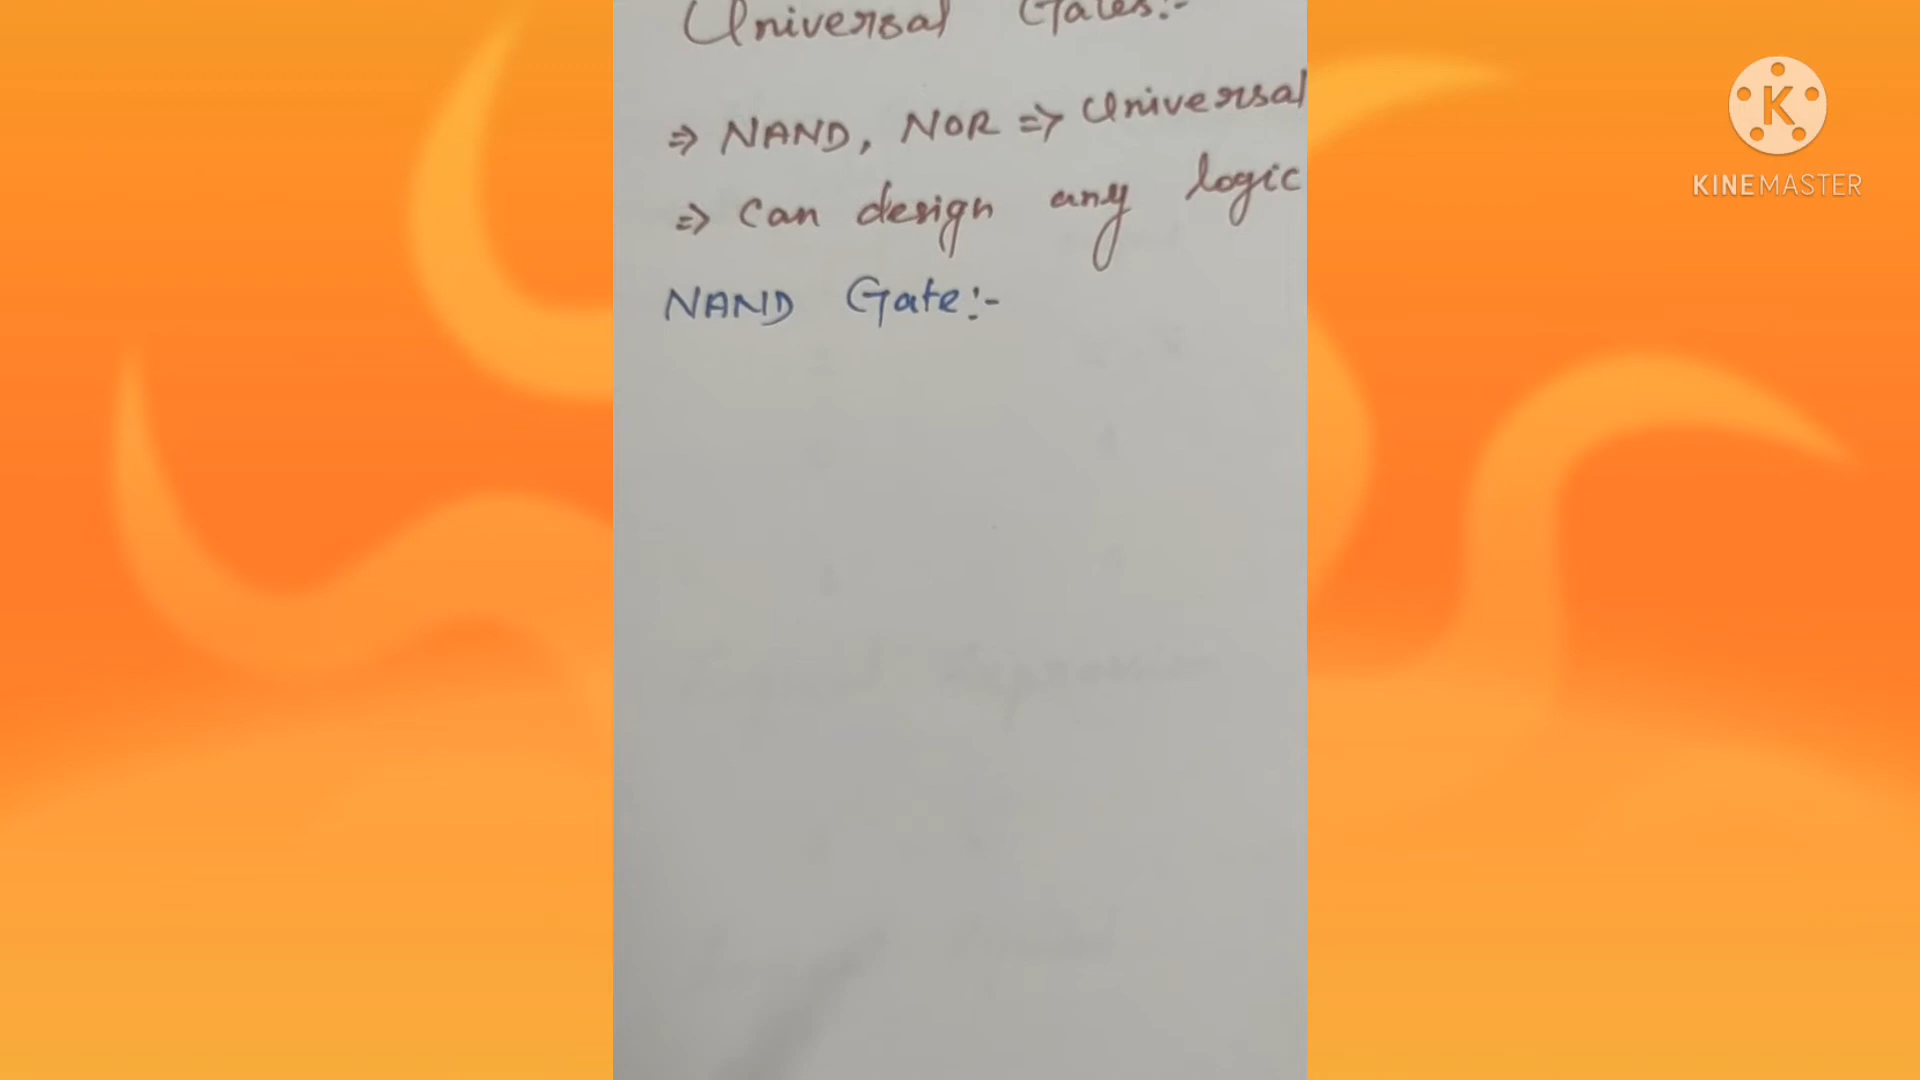 Universal Gates:-
⇒ NAND, NOR ⇒ Universal
⇒ Can design any logic
NAND Gate:-
K
KINEMASTER